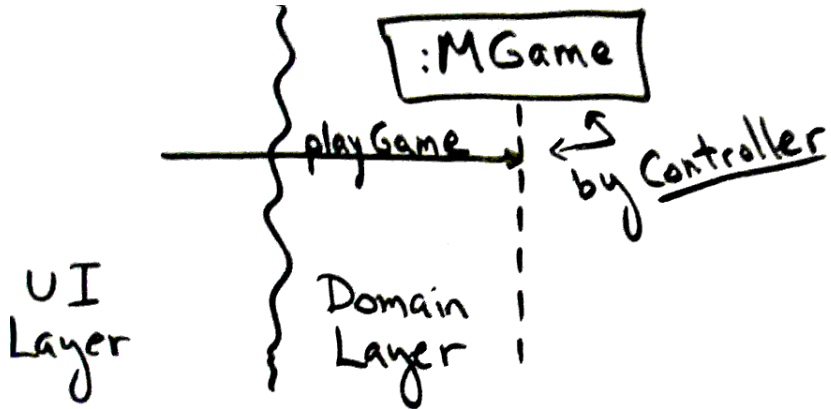 :MGame
playGame
by Controller
UI
Layer
Domain
Layer